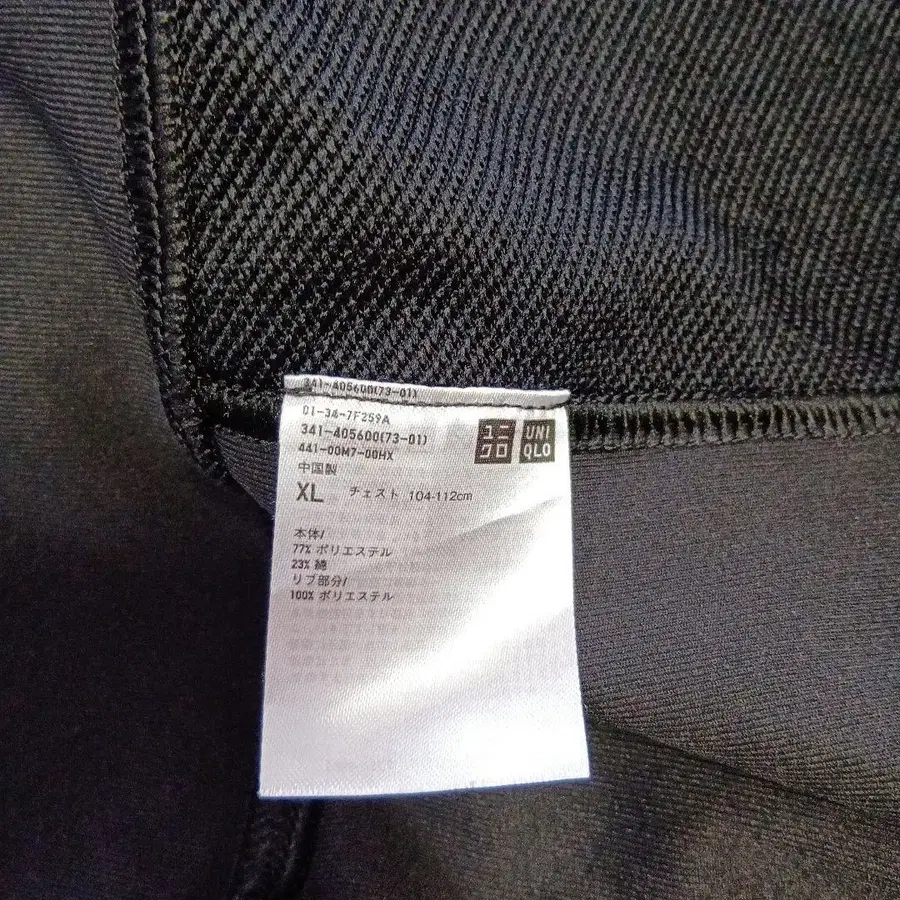 341-405600(73-01)
01-34-7F259A
341-405600(73-01)
441-00M7-00HX
中国製
XL チェスト 104-112cm
ユニ
クロ
UNI
QLO
本体/
77% ポリエステル
23% 綿
リブ部分/
100% ポリエステル